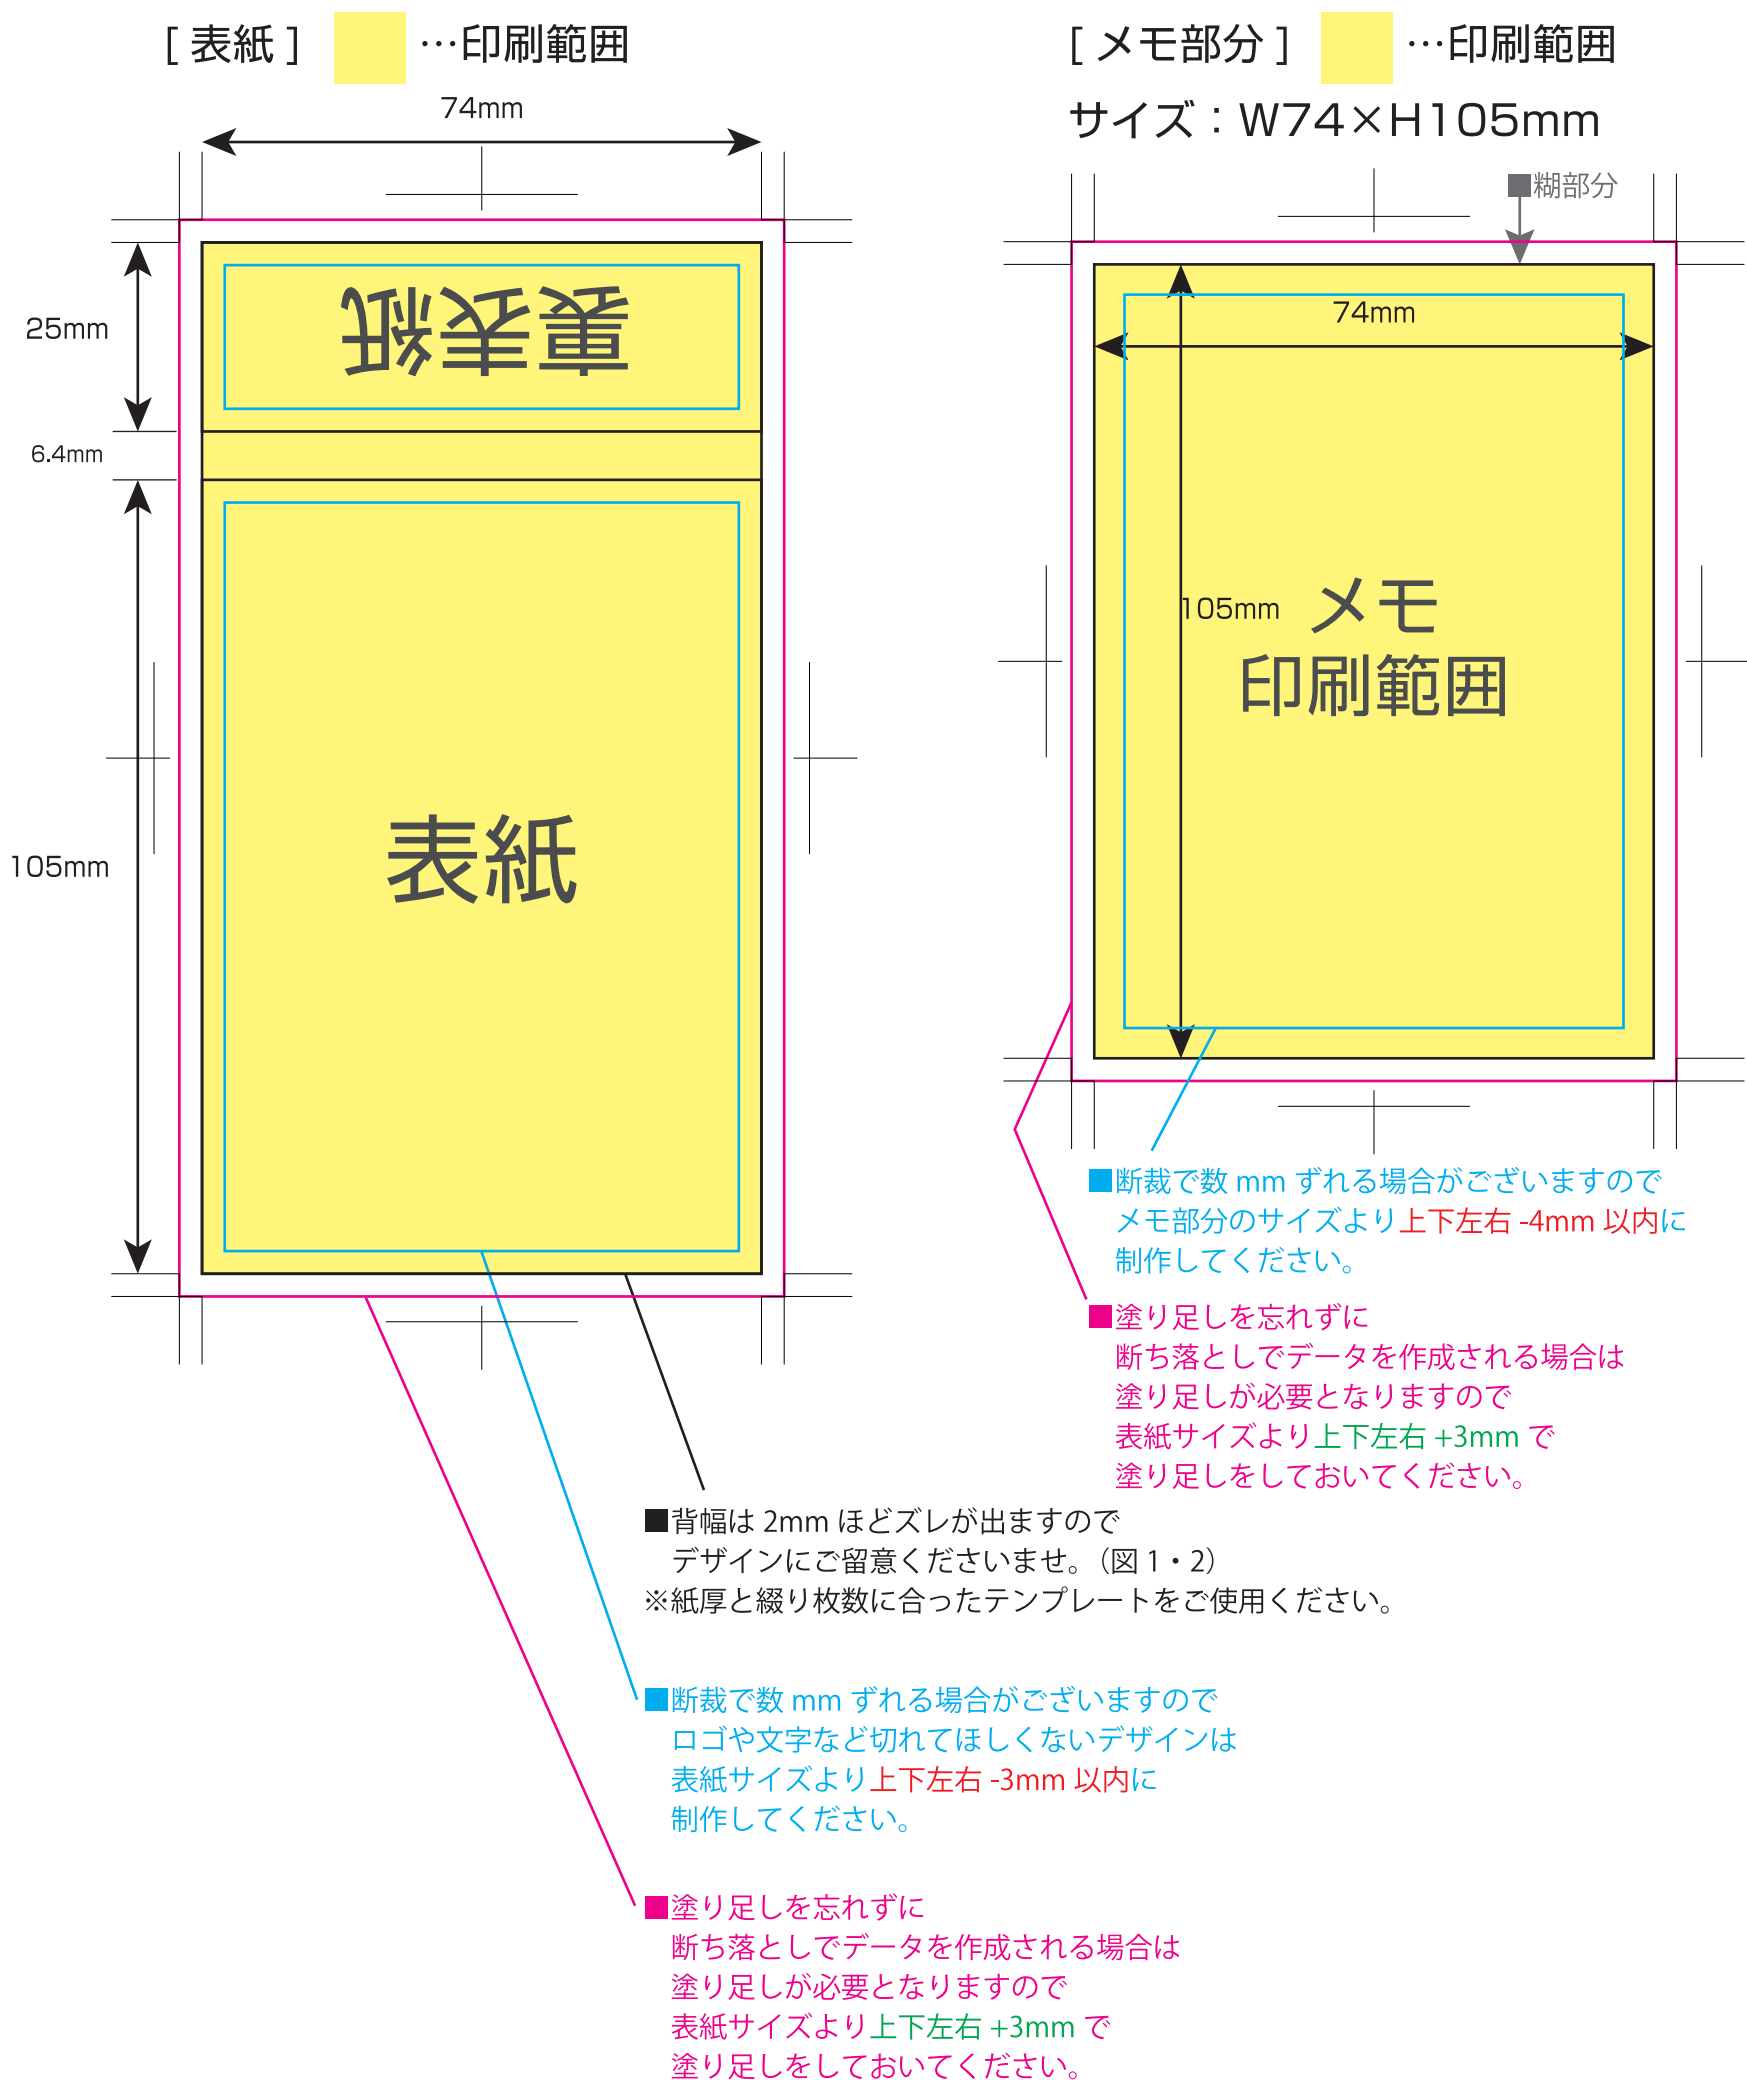 [ 表紙 ] …印刷範囲
74mm
25mm
裏表紙
6.4mm
105mm
表紙
[ メモ部分 ] …印刷範囲
サイズ：W74×H105mm
■糊部分
74mm
105mm
メモ
印刷範囲
■断裁で数 mm ずれる場合がございますので
メモ部分のサイズより上下左右 -4mm 以内に
制作してください。
■塗り足しを忘れずに
断ち落としでデータを作成される場合は
塗り足しが必要となりますので
表紙サイズより上下左右 +3mm で
塗り足しをしておいてください。
■背幅は 2mm ほどズレが出ますので
デザインにご留意くださいませ。（図 1・2）
※紙厚と綴り枚数に合ったテンプレートをご使用ください。
■断裁で数 mm ずれる場合がございますので
ロゴや文字など切れてほしくないデザインは
表紙サイズより上下左右 -3mm 以内に
制作してください。
■塗り足しを忘れずに
断ち落としでデータを作成される場合は
塗り足しが必要となりますので
表紙サイズより上下左右 +3mm で
塗り足しをしておいてください。